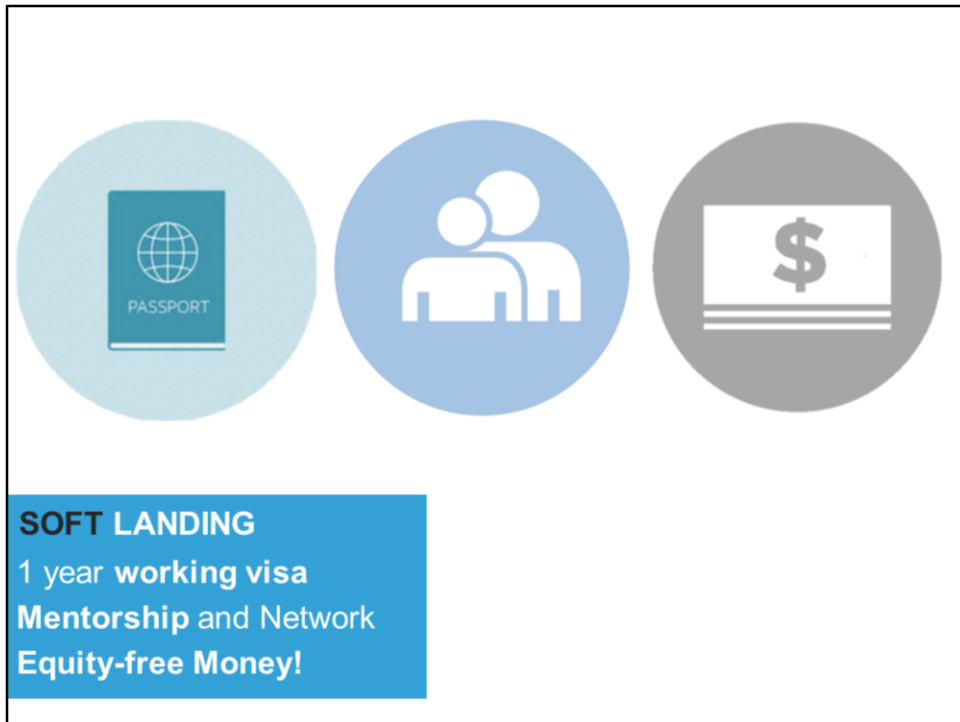 PASSPORT
$
SOFT LANDING
1 year working visa
Mentorship and Network
Equity-free Money!